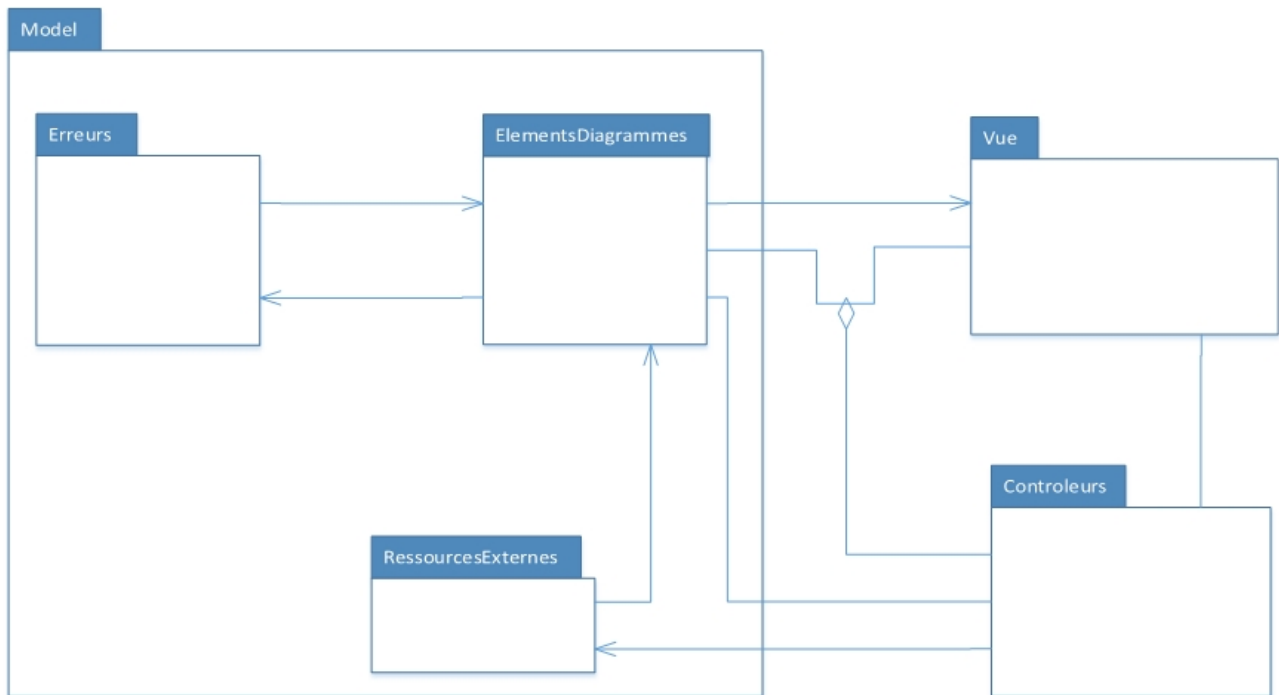 Model
Erreurs
ElementsDiagrammes
Vue
Controleurs
RessourcesExternes